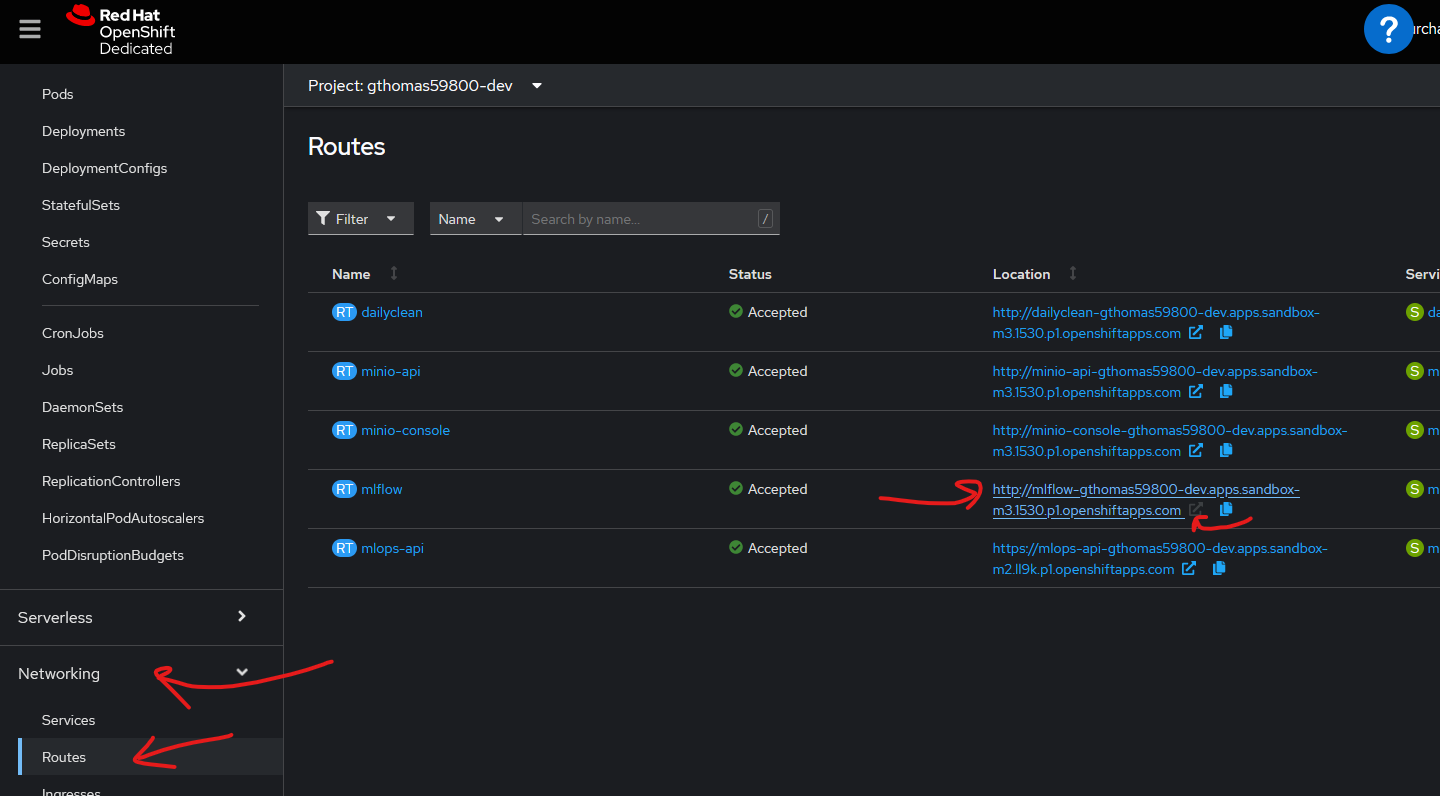 Red Hat
OpenShift
Dedicated
?
Pods
Deployments
DeploymentConfigs
StatefulSets
Secrets
ConfigMaps
CronJobs
Jobs
DaemonSets
ReplicaSets
ReplicationControllers
HorizontalPodAutoscalers
PodDisruptionBudgets
Serverless
Networking
Services
Routes
Ingresses
Project: gthomas59800-dev
Routes
Filter Name Search by name... /
Name Status Location
RT dailyclean Accepted http://dailyclean-gthomas59800-dev.apps.sandbox-
m3.1530.p1.openshiftapps.com S
RT minio-api Accepted http://minio-api-gthomas59800-dev.apps.sandbox-
m3.1530.p1.openshiftapps.com S
RT minio-console Accepted http://minio-console-gthomas59800-dev.apps.sandbox-
m3.1530.p1.openshiftapps.com S
RT mlflow Accepted http://mlflow-gthomas59800-dev.apps.sandbox-
m3.1530.p1.openshiftapps.com S
RT mlops-api Accepted https://mlops-api-gthomas59800-dev.apps.sandbox-
m2.ll9k.p1.openshiftapps.com S